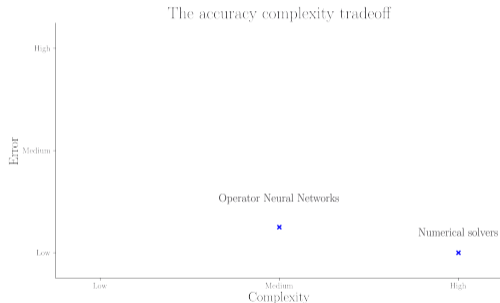 The accuracy complexity tradeoff
High
Error
Medium
Operator Neural Networks
Numerical solvers
Low
Low
Medium
High
Complexity